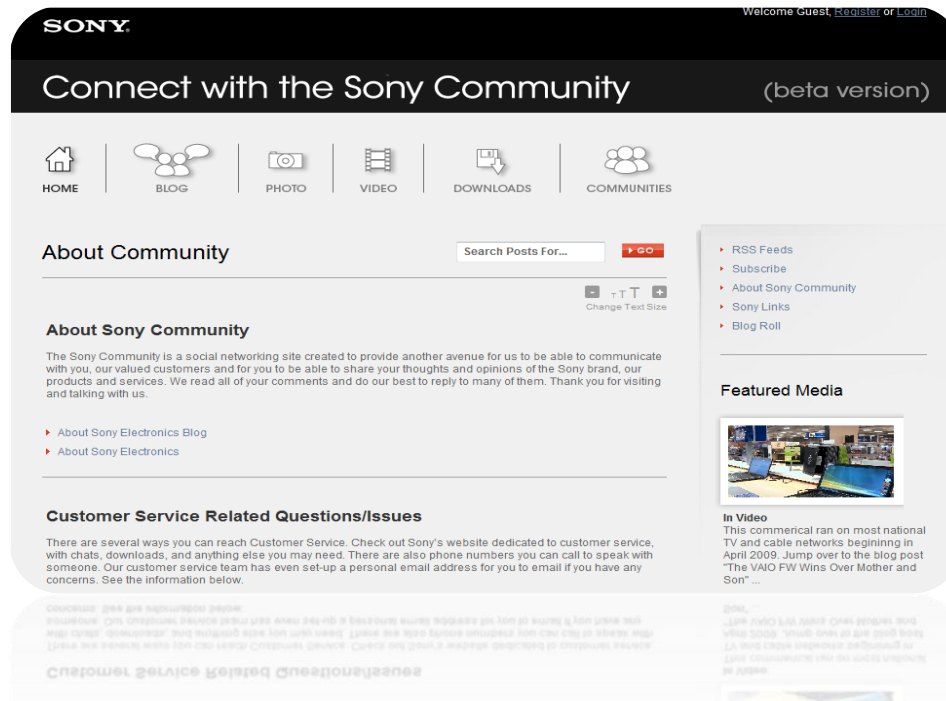 Welcome Guest, Register or Login
SONY
Connect with the Sony Community
(beta version)
HOME
BLOG
PHOTO
VIDEO
DOWNLOADS
COMMUNITIES
About Community
Search Posts For...
GO
- T T T +
Change Text Size
About Sony Community
The Sony Community is a social networking site created to provide another avenue for us to be able to communicate
with you, our valued customers and for you to be able to share your thoughts and opinions of the Sony brand, our
products and services. We read all of your comments and do our best to reply to many of them. Thank you for visiting
and talking with us.
About Sony Electronics Blog
About Sony Electronics
Customer Service Related Questions/Issues
There are several ways you can reach Customer Service. Check out Sony's website dedicated to customer service,
with chats, downloads, and anything else you may need. There are also phone numbers you can call to speak with
someone. Our customer service team has even set-up a personal email address for you to email if you have any
concerns. See the information below.
RSS Feeds
Subscribe
About Sony Community
Sony Links
Blog Roll
Featured Media
In Video
This commerical ran on most national
TV and cable networks begininng in
April 2009. Jump over to the blog post
"The VAIO FW Wins Over Mother and
Son" ...